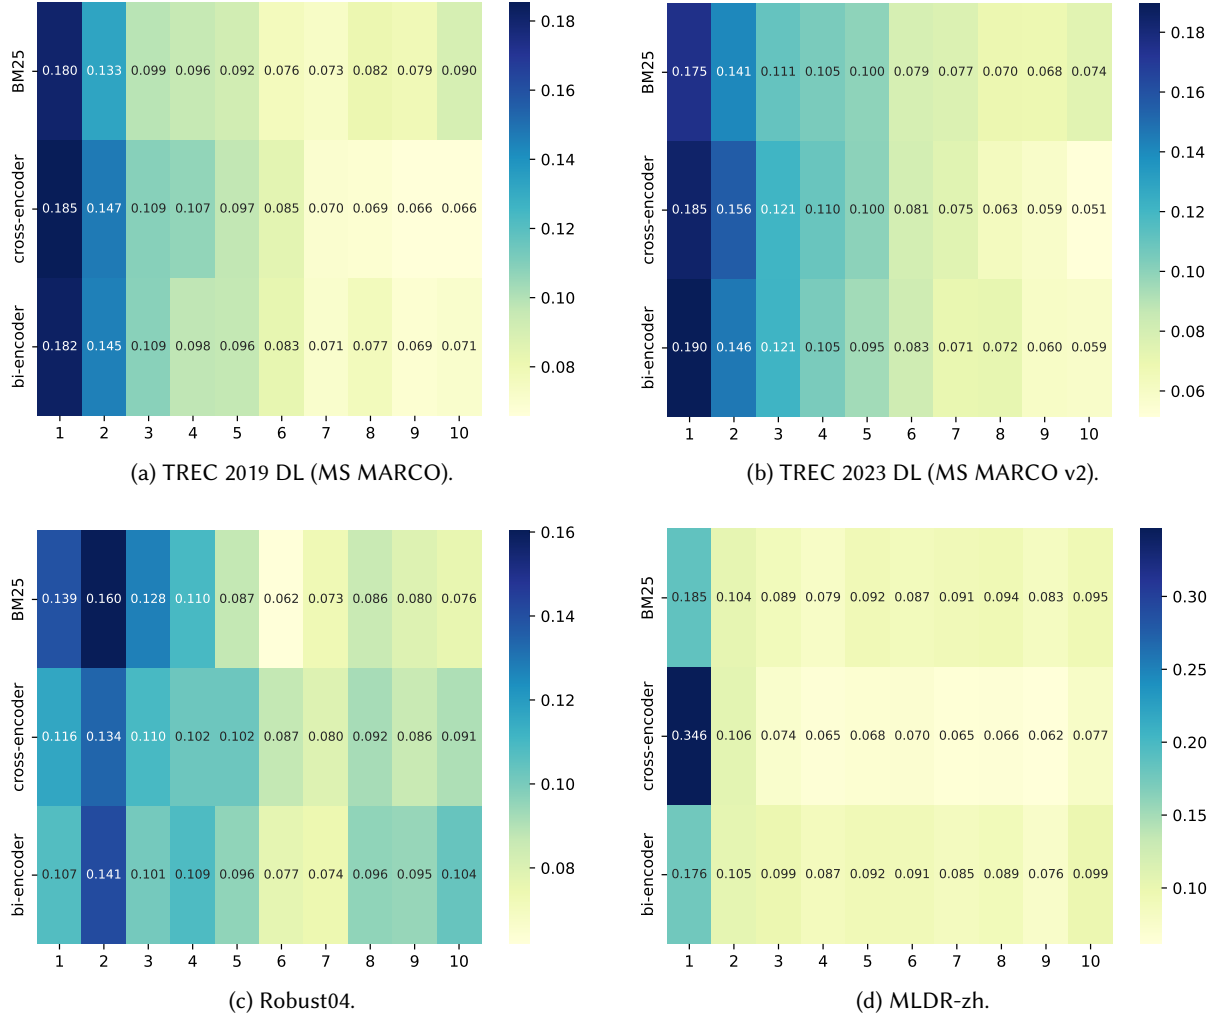 BM25
0.180 0.133 0.099 0.096 0.092 0.076 0.073 0.082 0.079 0.090
cross-encoder
0.185 0.147 0.109 0.107 0.097 0.085 0.070 0.069 0.066 0.066
bi-encoder
0.182 0.145 0.109 0.098 0.096 0.083 0.071 0.077 0.069 0.071
1 2 3 4 5 6 7 8 9 10
0.18
0.16
0.14
0.12
0.10
0.08
(a) TREC 2019 DL (MS MARCO).
BM25
0.175 0.141 0.111 0.105 0.100 0.079 0.077 0.070 0.068 0.074
cross-encoder
0.185 0.156 0.121 0.110 0.100 0.081 0.075 0.063 0.059 0.051
bi-encoder
0.190 0.146 0.121 0.105 0.095 0.083 0.071 0.072 0.060 0.059
1 2 3 4 5 6 7 8 9 10
0.18
0.16
0.14
0.12
0.10
0.08
0.06
(b) TREC 2023 DL (MS MARCO v2).
BM25
0.139 0.160 0.128 0.110 0.087 0.062 0.073 0.086 0.080 0.076
cross-encoder
0.116 0.134 0.110 0.102 0.102 0.087 0.080 0.092 0.086 0.091
bi-encoder
0.107 0.141 0.101 0.109 0.096 0.077 0.074 0.096 0.095 0.104
1 2 3 4 5 6 7 8 9 10
0.16
0.14
0.12
0.10
0.08
(c) Robust04.
BM25
0.185 0.104 0.089 0.079 0.092 0.087 0.091 0.094 0.083 0.095
cross-encoder
0.346 0.106 0.074 0.065 0.068 0.070 0.065 0.066 0.062 0.077
bi-encoder
0.176 0.105 0.099 0.087 0.092 0.091 0.085 0.089 0.076 0.099
1 2 3 4 5 6 7 8 9 10
0.30
0.25
0.20
0.15
0.10
(d) MLDR-zh.